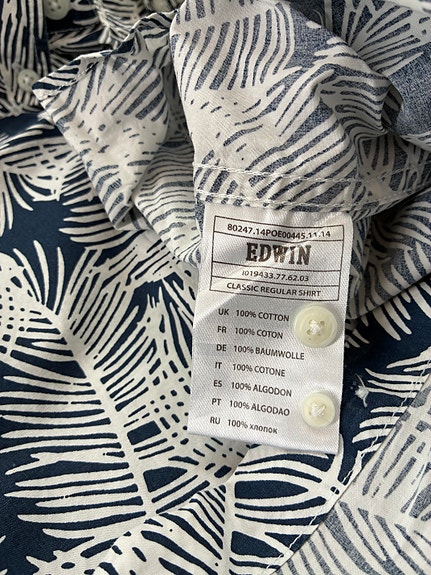 80247.14POE00445.11.14
EDWIN
I019433.77.62.03
CLASSIC REGULAR SHIRT
UK 100% COTTON
FR 100% COTON
DE 100% BAUMWOLLE
IT 100% COTONE
ES 100% ALGODON
PT 100% ALGODAO
RU 100% хлопок